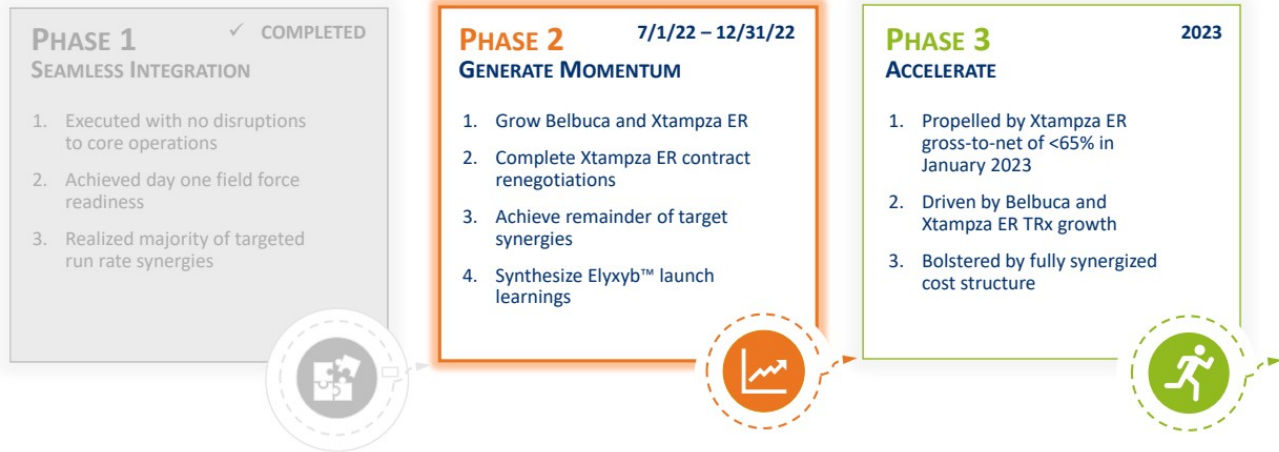 PHASE 1
✓ COMPLETED
SEAMLESS INTEGRATION
1. Executed with no disruptions
to core operations
2. Achieved day one field force
readiness
3. Realized majority of targeted
run rate synergies
PHASE 2
7/1/22 – 12/31/22
GENERATE MOMENTUM
1. Grow Belbuca and Xtampza ER
2. Complete Xtampza ER contract
renegotiations
3. Achieve remainder of target
synergies
4. Synthesize Elyxyb™ launch
learnings
PHASE 3
2023
ACCELERATE
1. Propelled by Xtampza ER
gross-to-net of <65% in
January 2023
2. Driven by Belbuca and
Xtampza ER TRx growth
3. Bolstered by fully synergized
cost structure